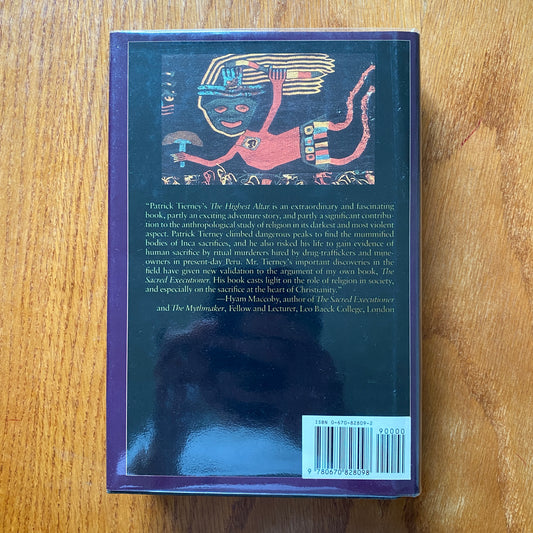 "Patrick Tierney's The Highest Altar is an extraordinary and fascinating
book, partly an exciting adventure story, and partly a significant contribu-
tion to the anthropological study of religion in its darkest and most violent
aspect. Patrick Tierney climbed dangerous peaks to find the mummified
bodies of Inca sacrifices, and he also risked his life to gain evidence of
human sacrifice by ritual murderers hired by drug-traffickers and mine-
owners in present-day Peru. Mr. Tierney's important discoveries in the
field have given new validation to the argument of my own book, The
Sacred Executioner. His book casts light on the role of religion in society,
and especially on the sacrifice at the heart of Christianity."
—Hyam Maccoby, author of The Sacred Executioner
and The Mythmaker, Fellow and Lecturer, Leo Baeck College, London
ISBN 0-670-82809-2
90000
9 780670 828098